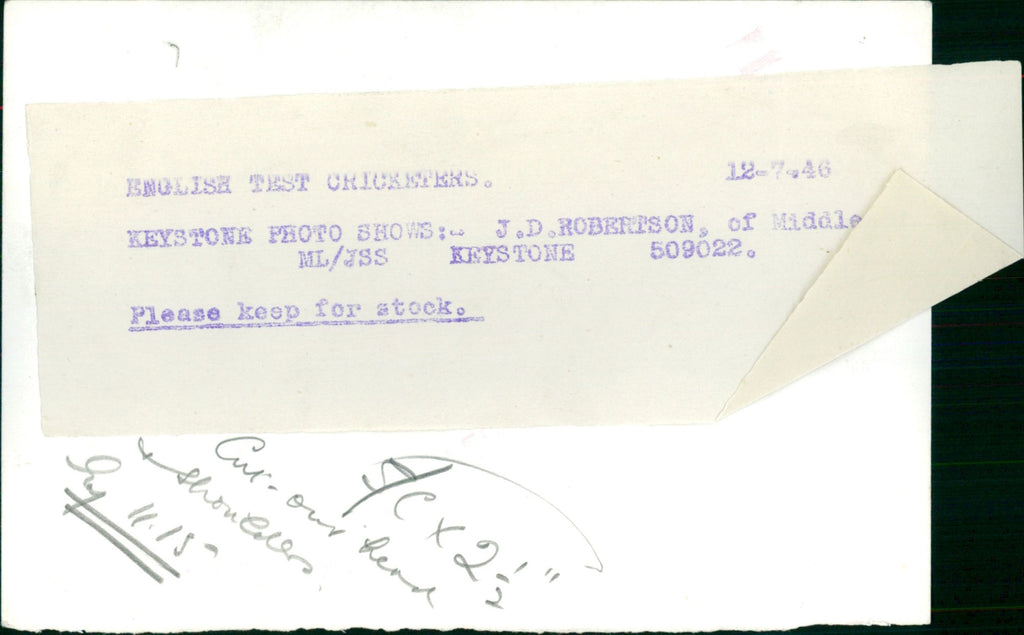 ENGLISH TEST CRICKETERS. 12-7-46
KEYSTONE PHOTO SHOWS:- J.D.ROBERTSON, of Middle
ML/JSS KEYSTONE 509022.
Please keep for stock.
Cut-out head
& shoulders
by 11.15-
C X 2½"